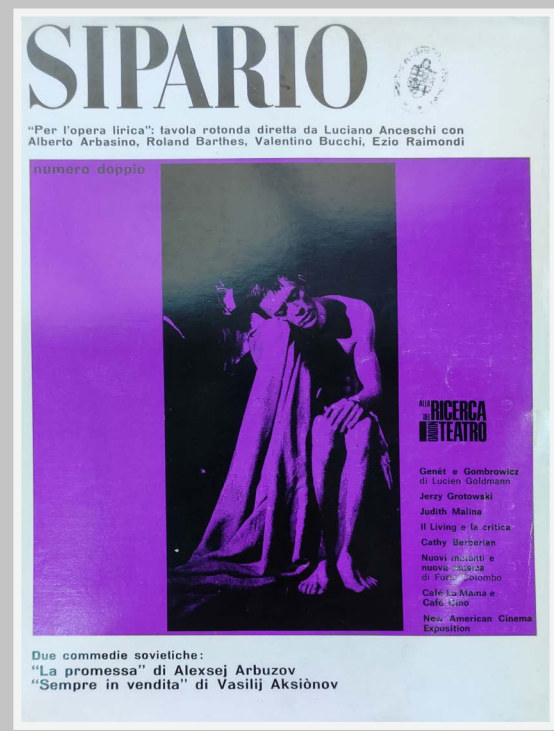 SIPARIO
"Per l'opera lirica": tavola rotonda diretta da Luciano Anceschi con
Alberto Arbasino, Roland Barthes, Valentino Bucchi, Ezio Raimondi
numero doppio
ALLA RICERCA
DEL NUOVO TEATRO
Genêt e Gombrowicz
di Lucien Goldmann
Jerzy Grotowski
Judith Malina
Il Living e la critica
Cathy Berberian
Nuovi mutanti e
nuova musica
di Furio Colombo
Café La Mama e
Café Cino
New American Cinema
Exposition
Due commedie sovietiche:
"La promessa" di Alexsej Arbuzov
"Sempre in vendita" di Vasilij Aksiònov